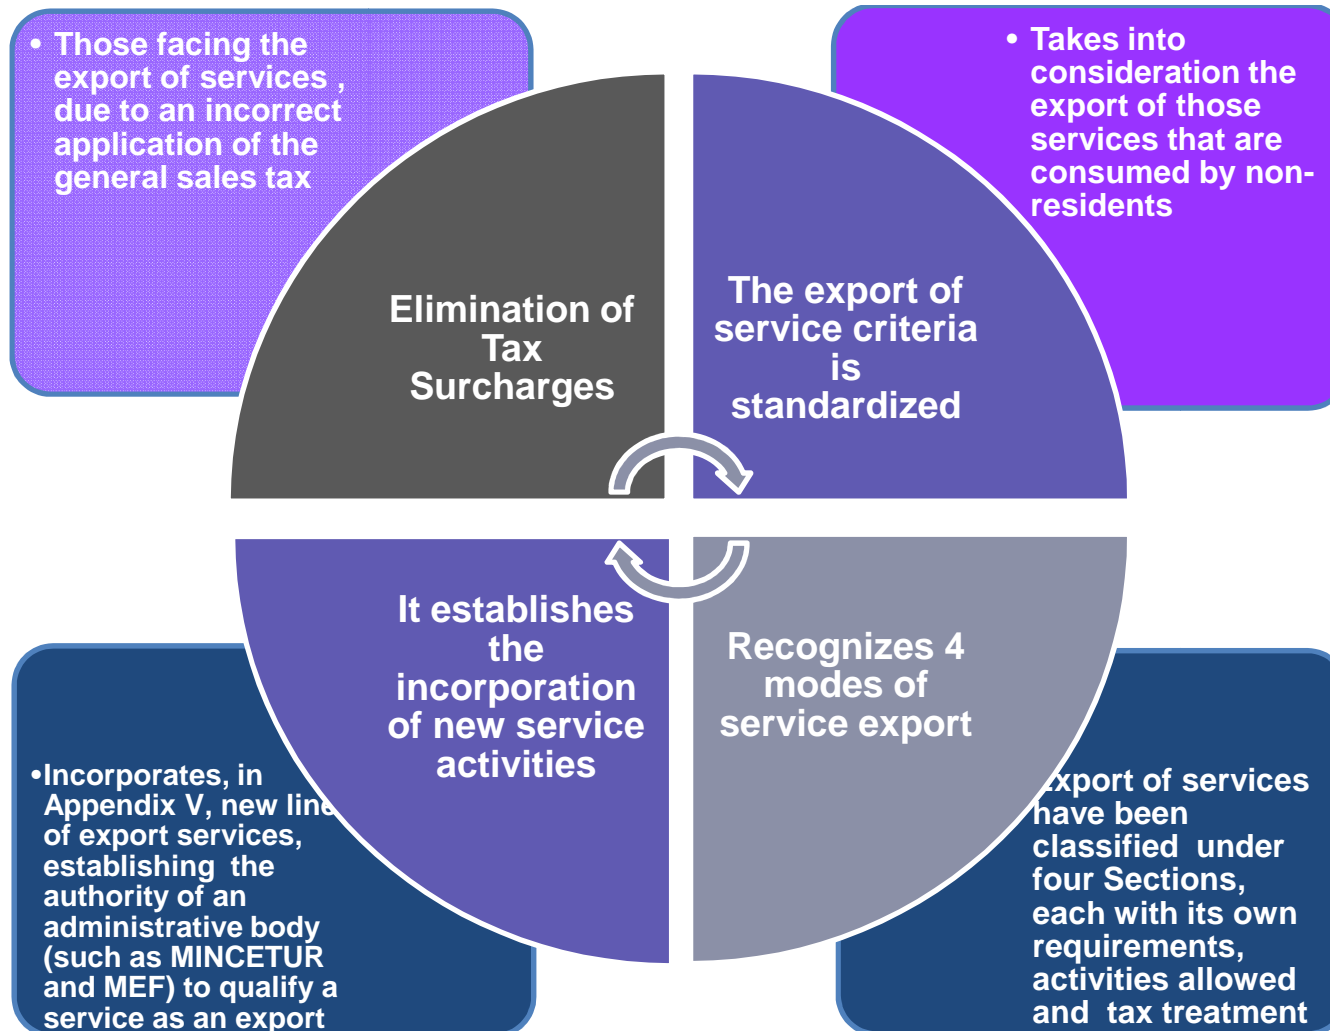 • Those facing the
export of services ,
due to an incorrect
application of the
general sales tax
• Takes into
consideration the
export of those
services that are
consumed by non-
residents
Elimination of
Tax
Surcharges
The export of
service criteria
is
standardized
It establishes
the
incorporation
of new service
activities
Recognizes 4
modes of
service export
•Incorporates, in
Appendix V, new line
of export services,
establishing the
authority of an
administrative body
(such as MINCETUR
and MEF) to qualify a
service as an export
Export of services
have been
classified under
four Sections,
each with its own
requirements,
activities allowed
and tax treatment